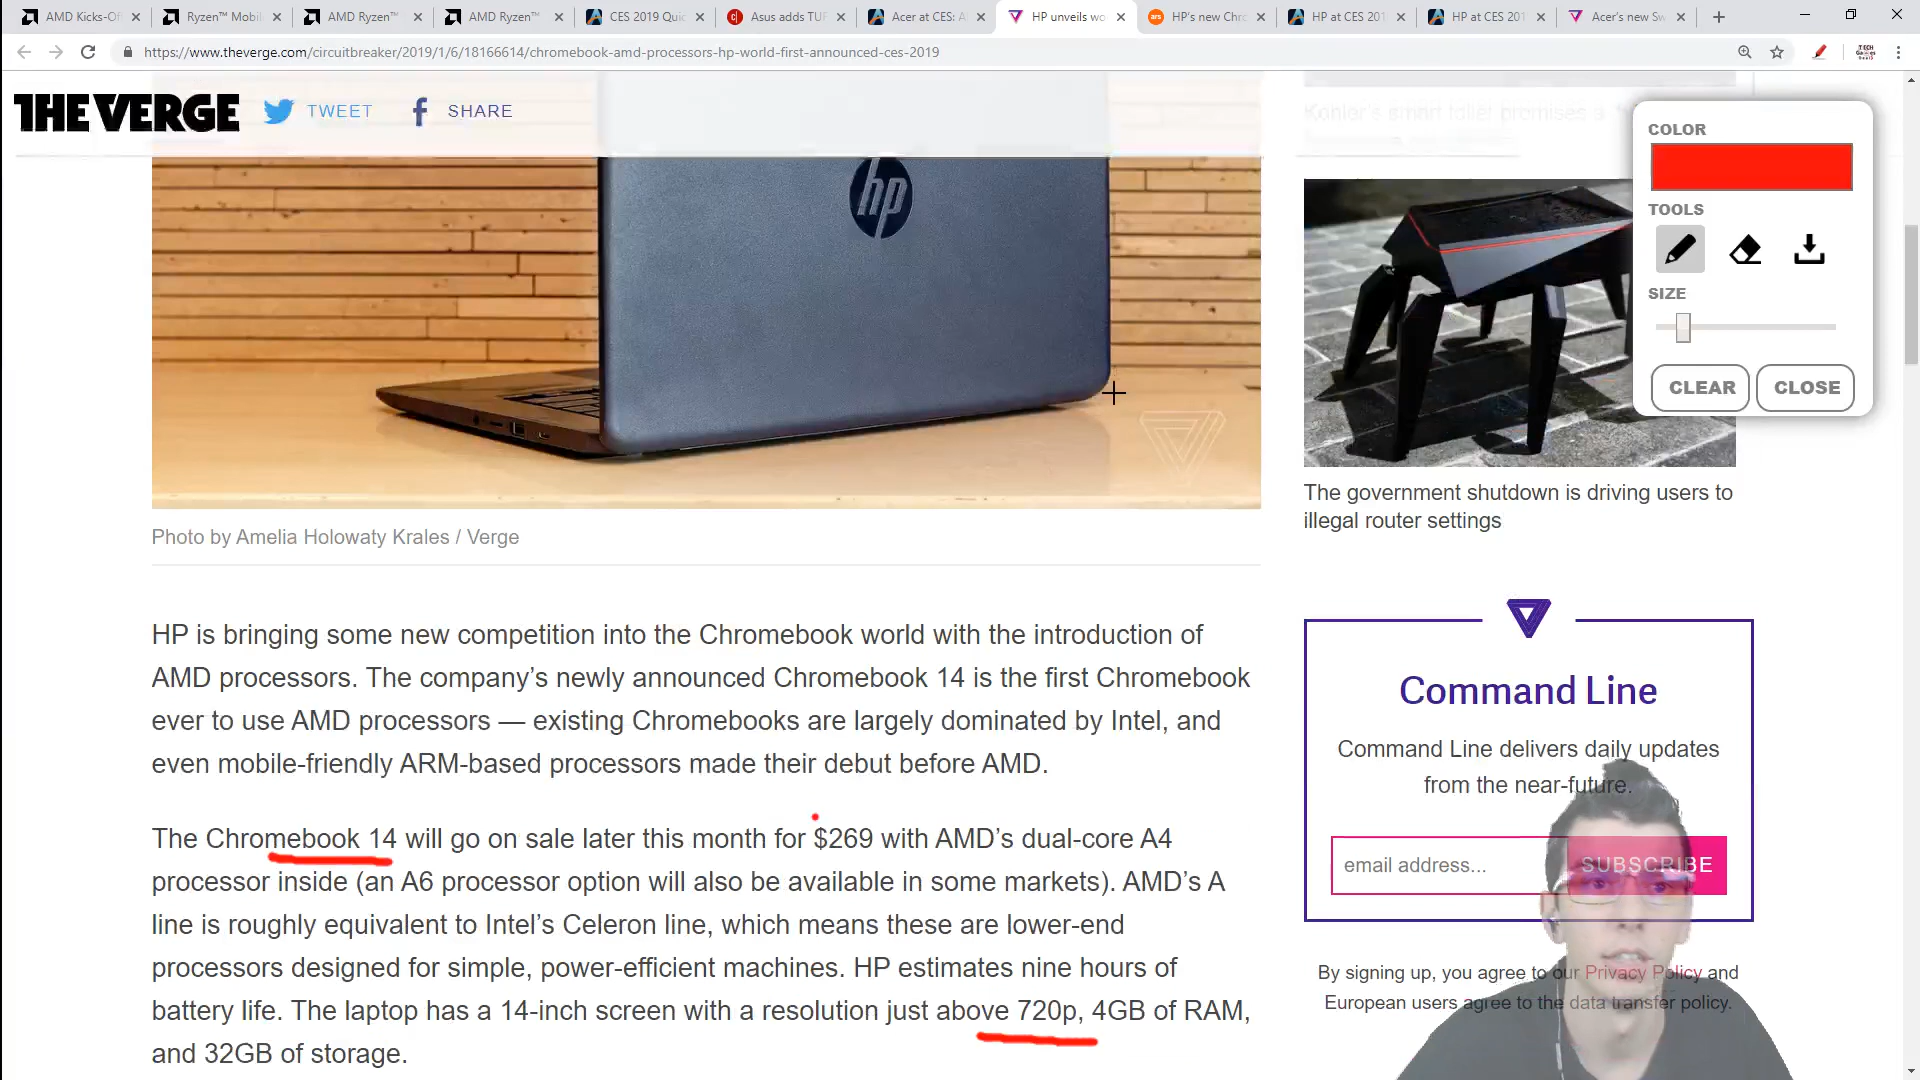 AMD Kick-Of
Ryzen™ Mobil
AMD Ryzen™
AMD Ryzen™
CES 2019 Quic
Asus adds TUF
Acer at CES: A
HP unveils wo
HP's new Chro
HP at CES 201
HP at CES 201
Acer's new Sw
https://www.theverge.com/circuitbreaker/2019/1/6/18166614/chromebook-amd-processors-hp-world-first-announced-ces-2019
THE VERGE TWEET SHARE
Kohler's smart toilet promises a
COLOR
TOOLS
SIZE
CLEAR CLOSE
hp
Photo by Amelia Holowaty Krales / Verge
HP is bringing some new competition into the Chromebook world with the introduction of
AMD processors. The company's newly announced Chromebook 14 is the first Chromebook
ever to use AMD processors — existing Chromebooks are largely dominated by Intel, and
even mobile-friendly ARM-based processors made their debut before AMD.
The Chromebook 14 will go on sale later this month for $269 with AMD's dual-core A4
processor inside (an A6 processor option will also be available in some markets). AMD's A
line is roughly equivalent to Intel's Celeron line, which means these are lower-end
processors designed for simple, power-efficient machines. HP estimates nine hours of
battery life. The laptop has a 14-inch screen with a resolution just above 720p, 4GB of RAM,
and 32GB of storage.
The government shutdown is driving users to
illegal router settings
Command Line
Command Line delivers daily updates
from the near-future.
email address... SUBSCRIBE
By signing up, you agree to our Privacy Policy and
European users agree to the data transfer policy.